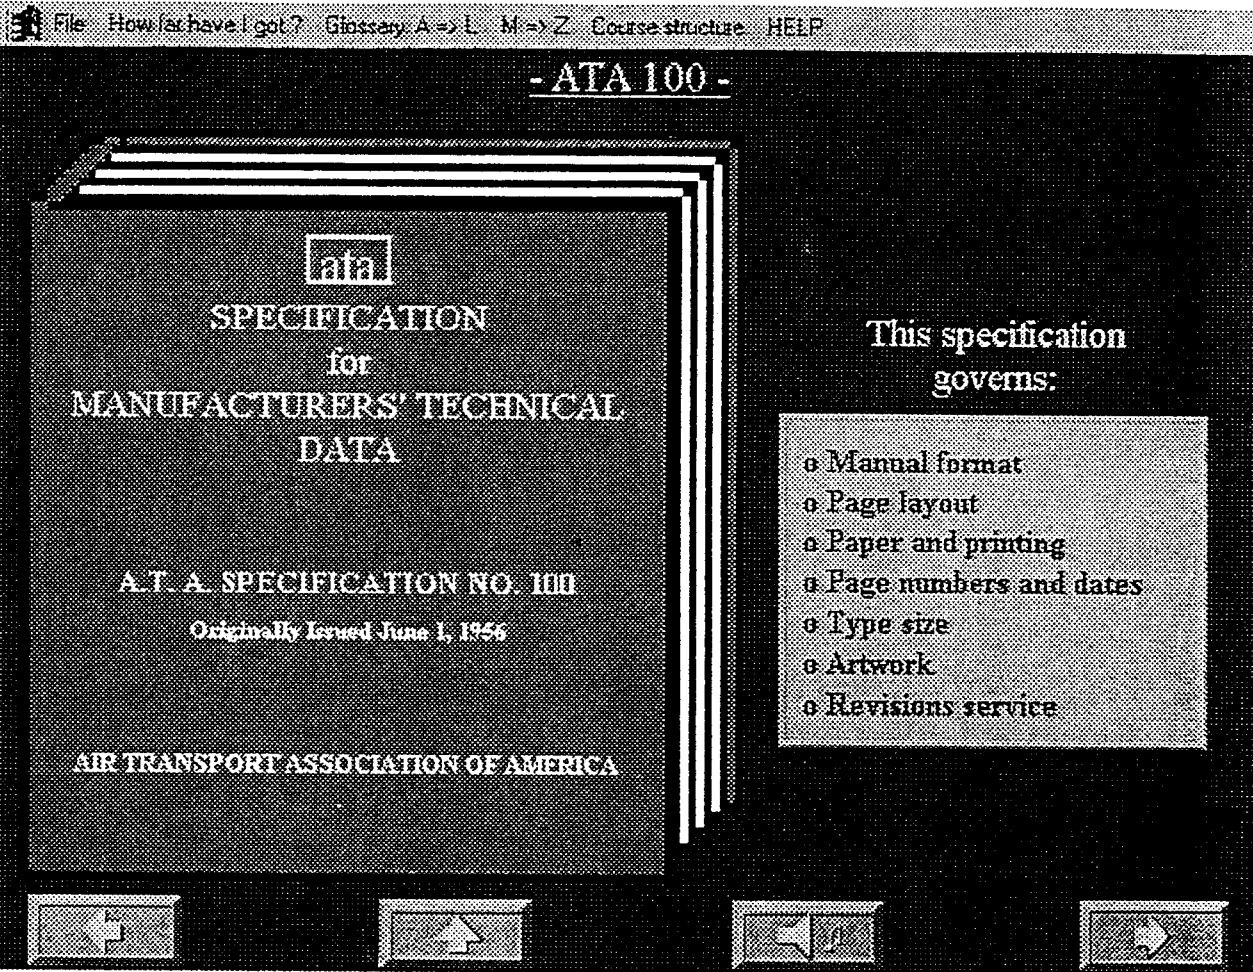 File How far have I got? Glossary: A => L M => Z Course structure HELP
- ATA 100 -
ata
SPECIFICATION
for
MANUFACTURERS' TECHNICAL
DATA
A.T. A. SPECIFICATION NO. 100
Originally Issued June 1, 1956
AIR TRANSPORT ASSOCIATION OF AMERICA
This specification
governs:
o Manual format
o Page layout
o Paper and printing
o Page numbers and dates
o Type size
o Artwork
o Revisions service